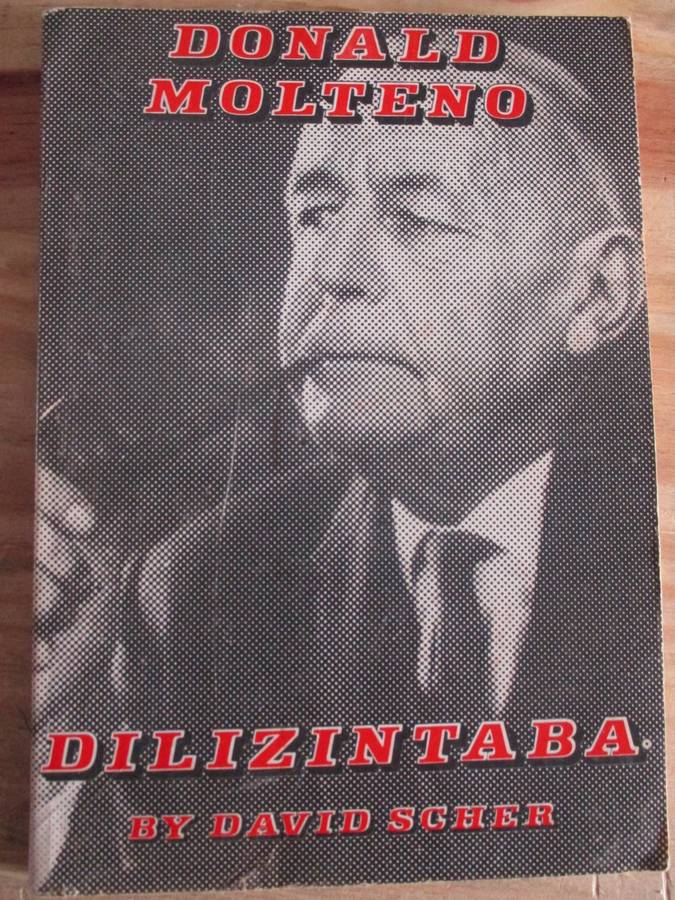 DONALD
MOLTENO
DILIZINTABA
BY DAVID SCHER